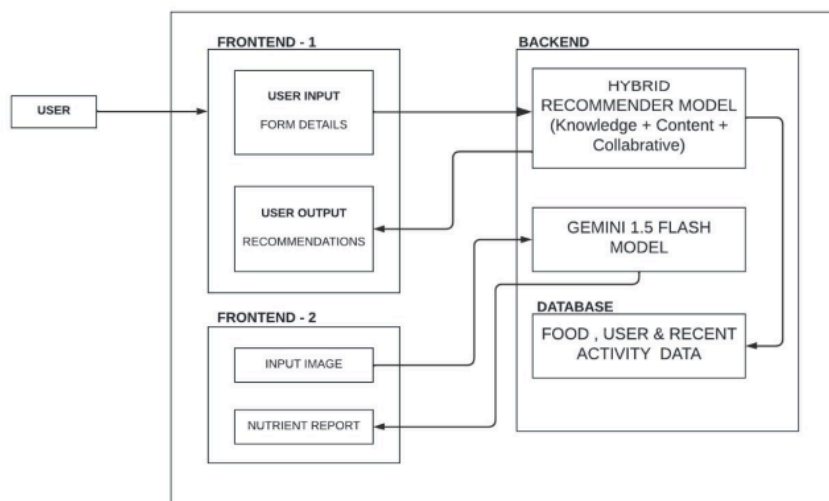 FRONTEND - 1
BACKEND
USER
USER INPUT
FORM DETAILS
HYBRID
RECOMMENDER MODEL
(Knowledge + Content +
Collabrative)
USER OUTPUT
RECOMMENDATIONS
GEMINI 1.5 FLASH
MODEL
FRONTEND - 2
INPUT IMAGE
NUTRIENT REPORT
DATABASE
FOOD , USER & RECENT
ACTIVITY DATA